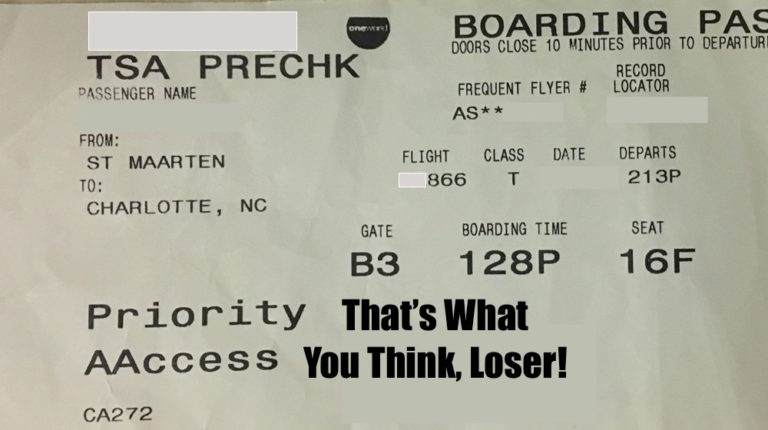 oneworld
BOARDING PAS
DOORS CLOSE 10 MINUTES PRIOR TO DEPARTUR
TSA PRECHK
PASSENGER NAME
FREQUENT FLYER # RECORD LOCATOR
AS**
FROM:
ST MAARTEN
TO:
CHARLOTTE, NC
FLIGHT CLASS DATE DEPARTS
866 T 213P
GATE BOARDING TIME SEAT
B3 128P 16F
Priority That's What
AAccess You Think, Loser!
CA272